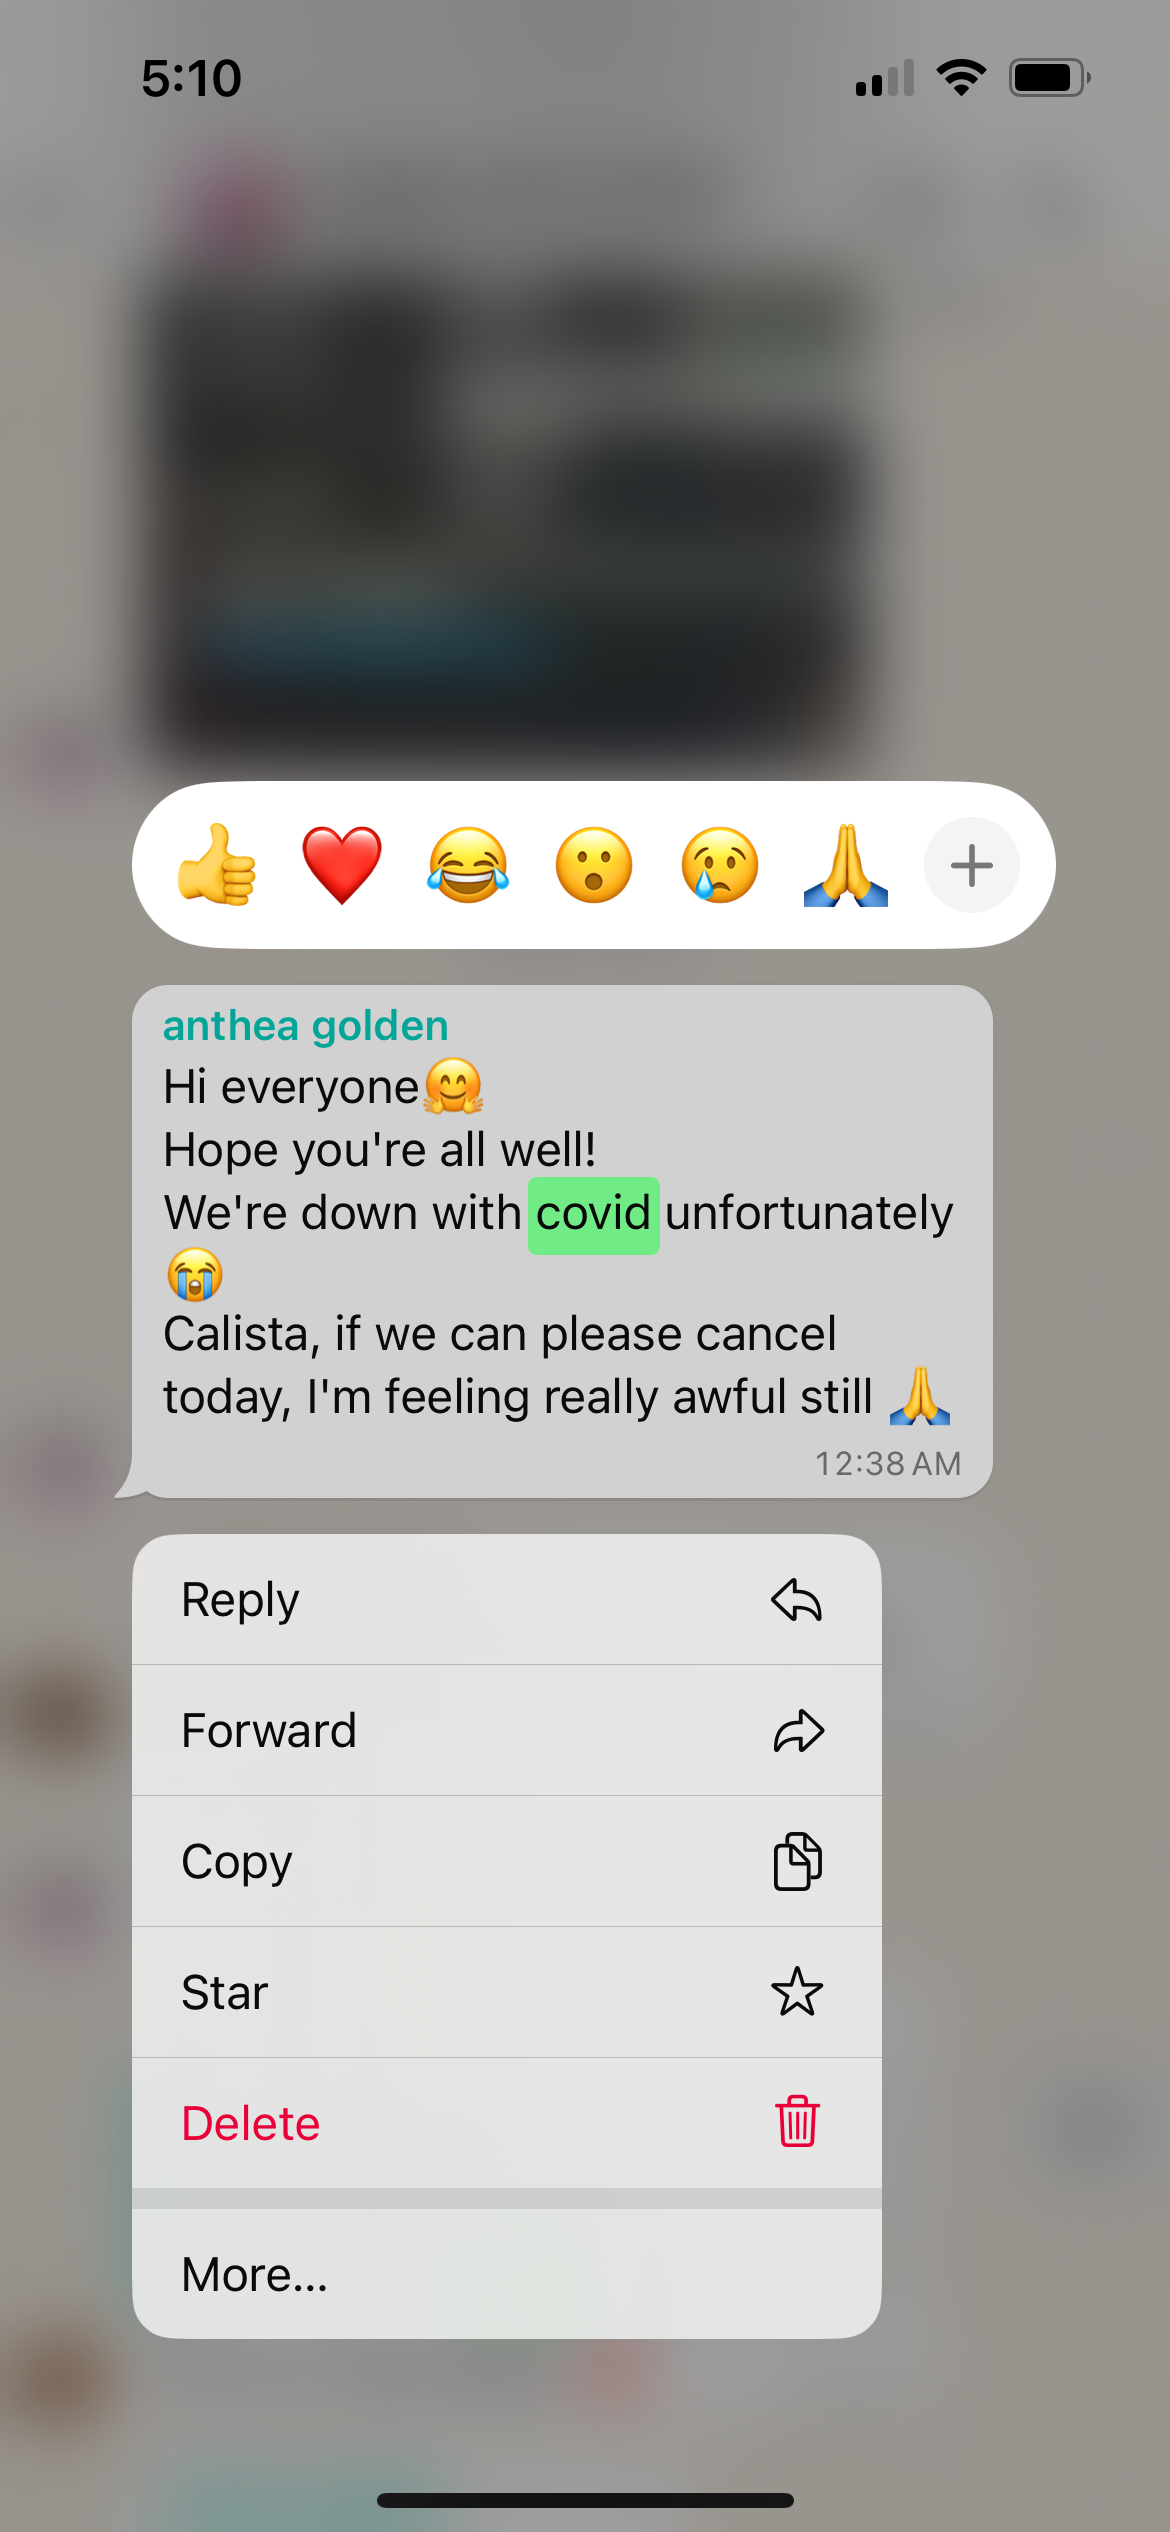 5:10
anthea golden
Hi everyone🤗
Hope you're all well!
We're down with covid unfortunately
😭
Calista, if we can please cancel
today, I'm feeling really awful still 🙏
12:38 AM
Reply
Forward
Copy
Star
Delete
More...